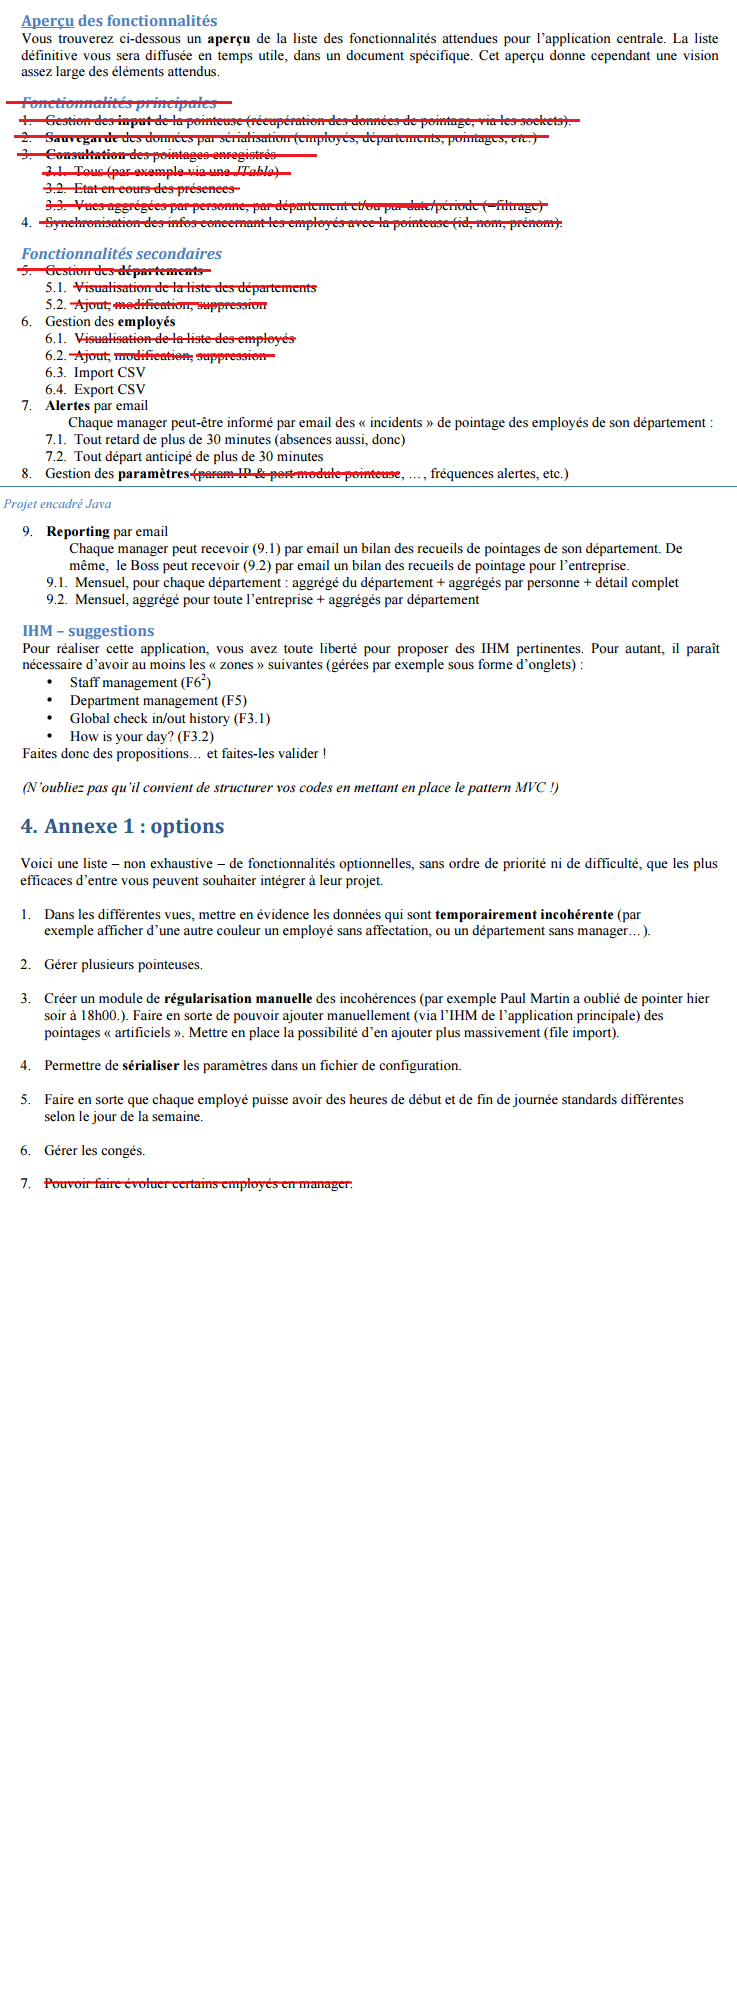 Aperçu des fonctionnalités
Vous trouverez ci-dessous un aperçu de la liste des fonctionnalités attendues pour l'application centrale. La liste
définitive vous sera diffusée en temps utile, dans un document spécifique. Cet aperçu donne cependant une vision
assez large des éléments attendus.
Fonctionnalités principales
1. Gestion des input de la pointeuse (récupération des données de pointage, via les sockets).
2. Sauvegarde des données par sérialisation (employés, départements, pointages, etc.)
3. Consultation des pointages enregistrés
3.1. Tous (par exemple via une JTable)
3.2. Etat en cours des présences
3.3. Vues aggrégées par personne, par département et/ou par date/période (=filtrage)
4. Synchronisation des infos concernant les employés avec la pointeuse (id, nom, prénom).
Fonctionnalités secondaires
5. Gestion des départements
5.1. Visualisation de la liste des départements
5.2. Ajout, modification, suppression
6. Gestion des employés
6.1. Visualisation de la liste des employés
6.2. Ajout, modification, suppression
6.3. Import CSV
6.4. Export CSV
7. Alertes par email
Chaque manager peut-être informé par email des « incidents » de pointage des employés de son département :
7.1. Tout retard de plus de 30 minutes (absences aussi, donc)
7.2. Tout départ anticipé de plus de 30 minutes
8. Gestion des paramètres (param IP & port module pointeuse, …, fréquences alertes, etc.)
Projet encadré Java
9. Reporting par email
Chaque manager peut recevoir (9.1) par email un bilan des recueils de pointages de son département. De
même, le Boss peut recevoir (9.2) par email un bilan des recueils de pointage pour l'entreprise.
9.1. Mensuel, pour chaque département : aggrégé du département + aggrégés par personne + détail complet
9.2. Mensuel, aggrégé pour toute l'entreprise + aggrégés par département
IHM – suggestions
Pour réaliser cette application, vous avez toute liberté pour proposer des IHM pertinentes. Pour autant, il paraît
nécessaire d'avoir au moins les « zones » suivantes (gérées par exemple sous forme d'onglets) :
• Staff management (F6²)
• Department management (F5)
• Global check in/out history (F3.1)
• How is your day? (F3.2)
Faites donc des propositions… et faites-les valider !
(N'oubliez pas qu'il convient de structurer vos codes en mettant en place le pattern MVC !)
4. Annexe 1 : options
Voici une liste – non exhaustive – de fonctionnalités optionnelles, sans ordre de priorité ni de difficulté, que les plus
efficaces d'entre vous peuvent souhaiter intégrer à leur projet.
1. Dans les différentes vues, mettre en évidence les données qui sont temporairement incohérente (par
exemple afficher d'une autre couleur un employé sans affectation, ou un département sans manager…).
2. Gérer plusieurs pointeuses.
3. Créer un module de régularisation manuelle des incohérences (par exemple Paul Martin a oublié de pointer hier
soir à 18h00.). Faire en sorte de pouvoir ajouter manuellement (via l'IHM de l'application principale) des
pointages « artificiels ». Mettre en place la possibilité d'en ajouter plus massivement (file import).
4. Permettre de sérialiser les paramètres dans un fichier de configuration.
5. Faire en sorte que chaque employé puisse avoir des heures de début et de fin de journée standards différentes
selon le jour de la semaine.
6. Gérer les congés.
7. Pouvoir faire évoluer certains employés en manager.